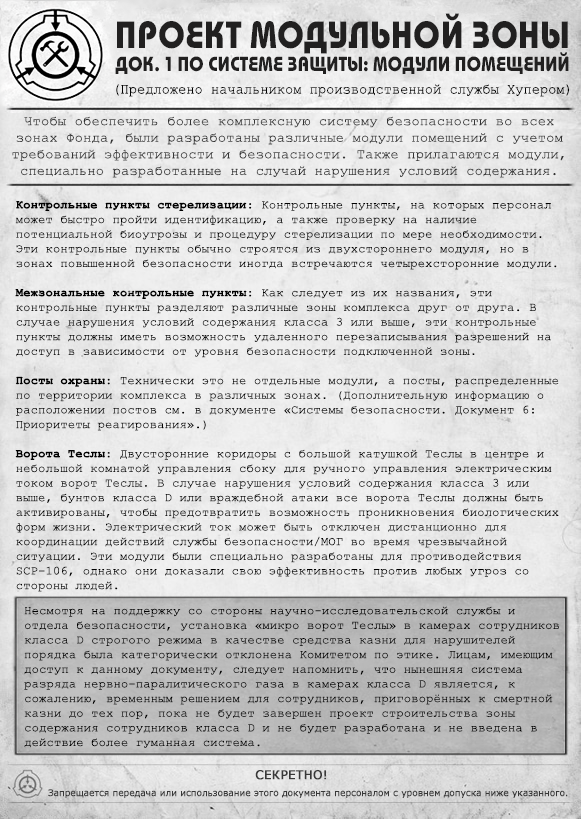 ПРОЕКТ МОДУЛЬНОЙ ЗОНЫ
ДОК. 1 ПО СИСТЕМЕ ЗАЩИТЫ: МОДУЛИ ПОМЕЩЕНИЙ
(Предложено начальником производственной службы Хупером)
Чтобы обеспечить более комплексную систему безопасности во всех
зонах Фонда, были разработаны различные модули помещений с учетом
требований эффективности и безопасности. Также прилагаются модули,
специально разработанные на случай нарушения условий содержания.
Контрольные пункты стерелизации: Контрольные пункты, на которых персонал
может быстро пройти идентификацию, а также проверку на наличие
потенциальной биоугрозы и процедуру стерелизации по мере необходимости.
Эти контрольные пункты обычно строятся из двухстороннего модуля, но в
зонах повышенной безопасности иногда встречаются четырехсторонние модули.
Межзональные контрольные пункты: Как следует из их названия, эти
контрольные пункты разделяют различные зоны комплекса друг от друга. В
случае нарушения условий содержания класса 3 или выше, эти контрольные
пункты должны иметь возможность удаленного перезаписывания разрешений на
доступ в зависимости от уровня безопасности подключенной зоны.
Посты охраны: Технически это не отдельные модули, а посты, распределенные
по территории комплекса в различных зонах. (Дополнительную информацию о
расположении постов см. в документе «Системы безопасности. Документ 6:
Приоритеты реагирования».)
Ворота Теслы: Двусторонние коридоры с большой катушкой Теслы в центре и
небольшой комнатой управления сбоку для ручного управления электрическим
током ворот Теслы. В случае нарушения условий содержания класса 3 или
выше, бунтов класса D или враждебной атаки все ворота Теслы должны быть
активированы, чтобы предотвратить возможность проникновения биологических
форм жизни. Электрический ток может быть отключен дистанционно для
координации действий службы безопасности/МОГ во время чрезвычайной
ситуации. Эти модули были специально разработаны для противодействия
SCP-106, однако они доказали свою эффективность против любых угроз со
стороны людей.
Несмотря на поддержку со стороны научно-исследовательской службы и
отдела безопасности, установка «микро ворот Теслы» в камерах сотрудников
класса D строгого режима в качестве средства казни для нарушителей
порядка была категорически отклонена Комитетом по этике. Лицам, имеющим
доступ к данному документу, следует напомнить, что нынешняя система
разряда нервно-паралитического газа в камерах класса D является, к
сожалению, временным решением для сотрудников, приговорённых к смертной
казни до тех пор, пока не будет завершен проект строительства зоны
содержания сотрудников класса D и не будет разработана и не введена в
действие более гуманная система.
СЕКРЕТНО!
Запрещается передача или использование этого документа персоналом с уровнем допуска ниже указанного.